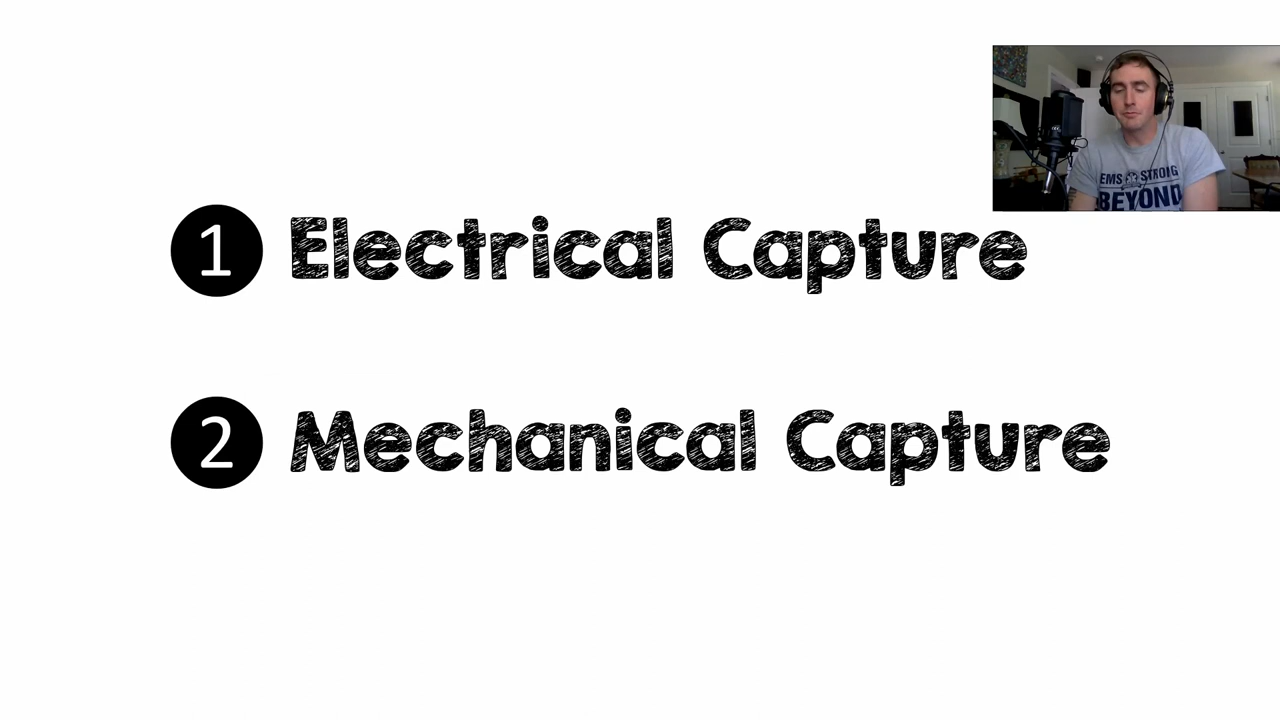 1 Electrical Capture
2 Mechanical Capture
EMS STRONG
BEYOND